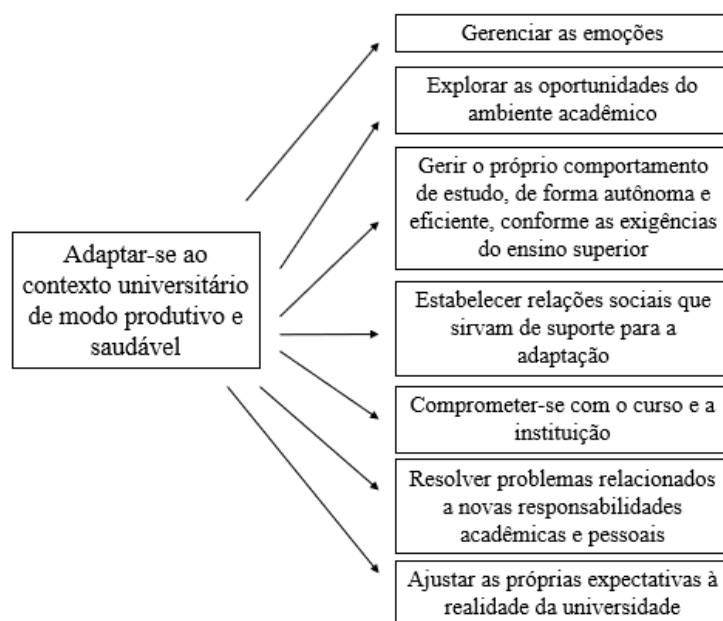 Adaptar-se ao
contexto universitário
de modo produtivo e
saudável
Gerenciar as emoções
Explorar as oportunidades do
ambiente acadêmico
Gerir o próprio comportamento
de estudo, de forma autônoma e
eficiente, conforme as exigências
do ensino superior
Estabelecer relações sociais que
sirvam de suporte para a
adaptação
Comprometer-se com o curso e a
instituição
Resolver problemas relacionados
a novas responsabilidades
acadêmicas e pessoais
Ajustar as próprias expectativas à
realidade da universidade